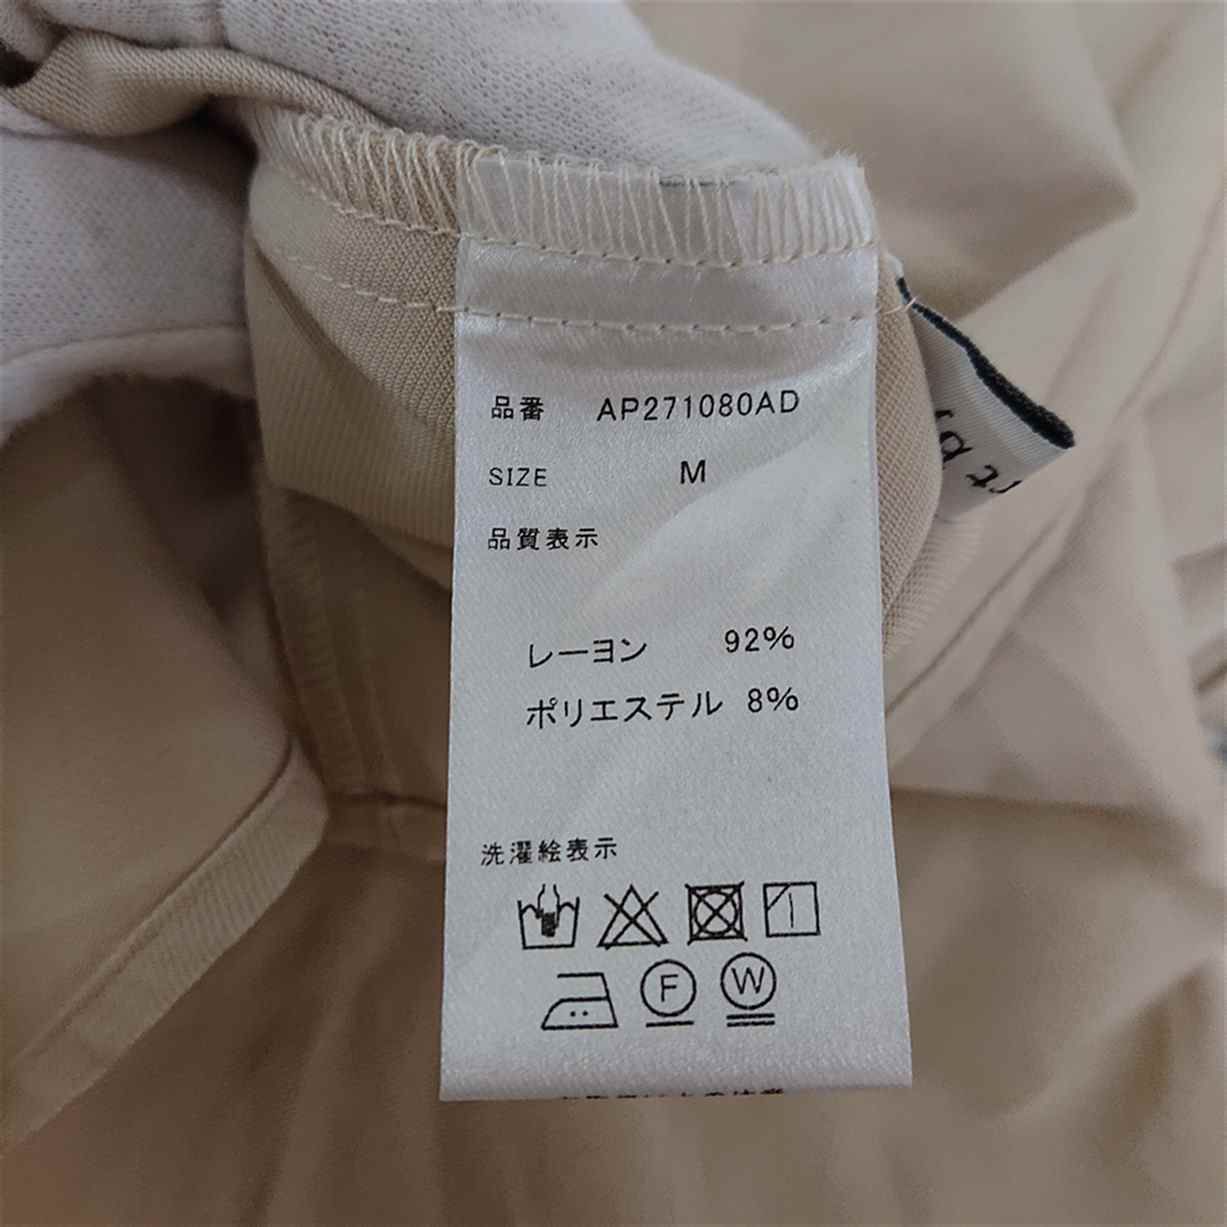 品番 AP271080AD
SIZE M
品質表示
レーヨン 92%
ポリエステル 8%
洗濯絵表示
F W